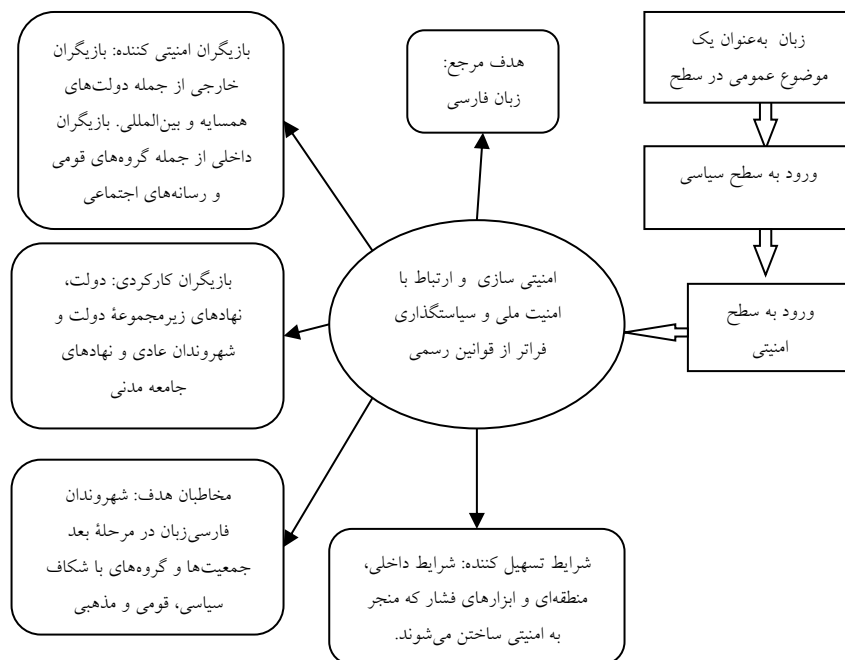 زبان به‌عنوان یک
موضوع عمومی در سطح
ورود به سطح سیاسی
ورود به سطح
امنیتی
امنیتی سازی و ارتباط با
امنیت ملی و سیاستگذاری
فراتر از قوانین رسمی
هدف مرجع:
زبان فارسی
بازیگران امنیتی کننده: بازیگران
خارجی از جمله دولت‌های
همسایه و بین‌المللی. بازیگران
داخلی از جمله گروه‌های قومی
و رسانه‌های اجتماعی
بازیگران کارکردی: دولت،
نهادهای زیرمجموعۀ دولت و
شهروندان عادی و نهادهای
جامعه مدنی
مخاطبان هدف: شهروندان
فارسی‌زبان در مرحلۀ بعد
جمعیت‌ها و گروه‌های با شکاف
سیاسی، قومی و مذهبی
شرایط تسهیل کننده: شرایط داخلی،
منطقه‌ای و ابزارهای فشار که منجر
به امنیتی ساختن می‌شوند.